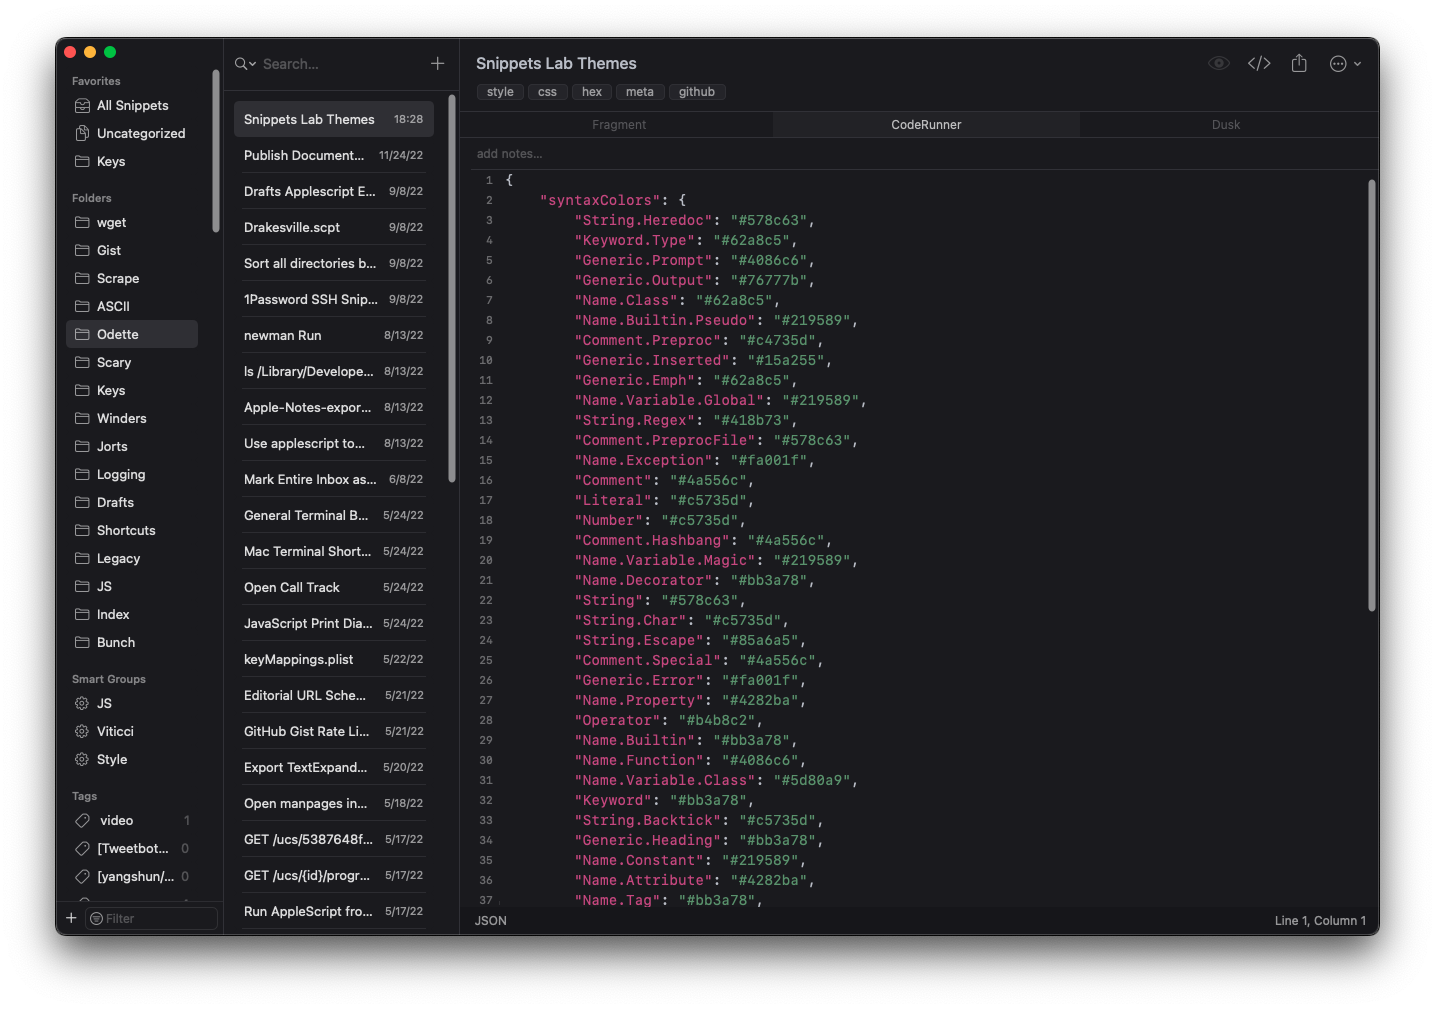 Favorites
All Snippets
Uncategorized
Keys
Folders
wget
Gist
Scrape
ASCII
Odette
Scary
Keys
Winders
Jorts
Logging
Drafts
Shortcuts
Legacy
JS
Index
Bunch
Smart Groups
JS
Viticci
Style
Tags
video 1
[Tweetbot... 0
[yangshun/... 0
+ Filter
Search...
Snippets Lab Themes 18:28
Publish Document... 11/24/22
Drafts Applescript E... 9/8/22
Drakesville.scpt 9/8/22
Sort all directories b... 9/8/22
1Password SSH Snip... 9/8/22
newman Run 8/13/22
ls /Library/Develope... 8/13/22
Apple-Notes-expor... 8/13/22
Use applescript to... 8/13/22
Mark Entire Inbox as... 6/8/22
General Terminal B... 5/24/22
Mac Terminal Short... 5/24/22
Open Call Track 5/24/22
JavaScript Print Dia... 5/24/22
keyMappings.plist 5/22/22
Editorial URL Sche... 5/21/22
GitHub Gist Rate Li... 5/21/22
Export TextExpand... 5/20/22
Open manpages in... 5/18/22
GET /ucs/5387648f... 5/17/22
GET /ucs/{id}/progr... 5/17/22
Run AppleScript fro... 5/17/22
Snippets Lab Themes
style css hex meta github
Fragment CodeRunner Dusk
add notes...
1 {
2 "syntaxColors": {
3 "String.Heredoc": "#578c63",
4 "Keyword.Type": "#62a8c5",
5 "Generic.Prompt": "#4086c6",
6 "Generic.Output": "#76777b",
7 "Name.Class": "#62a8c5",
8 "Name.Builtin.Pseudo": "#219589",
9 "Comment.Preproc": "#c4735d",
10 "Generic.Inserted": "#15a255",
11 "Generic.Emph": "#62a8c5",
12 "Name.Variable.Global": "#219589",
13 "String.Regex": "#418b73",
14 "Comment.PreprocFile": "#578c63",
15 "Name.Exception": "#fa001f",
16 "Comment": "#4a556c",
17 "Literal": "#c5735d",
18 "Number": "#c5735d",
19 "Comment.Hashbang": "#4a556c",
20 "Name.Variable.Magic": "#219589",
21 "Name.Decorator": "#bb3a78",
22 "String": "#578c63",
23 "String.Char": "#c5735d",
24 "String.Escape": "#85a6a5",
25 "Comment.Special": "#4a556c",
26 "Generic.Error": "#fa001f",
27 "Name.Property": "#4282ba",
28 "Operator": "#b4b8c2",
29 "Name.Builtin": "#bb3a78",
30 "Name.Function": "#4086c6",
31 "Name.Variable.Class": "#5d80a9",
32 "Keyword": "#bb3a78",
33 "String.Backtick": "#c5735d",
34 "Generic.Heading": "#bb3a78",
35 "Name.Constant": "#219589",
36 "Name.Attribute": "#4282ba",
37 "Name.Tag": "#bb3a78",
JSON Line 1, Column 1